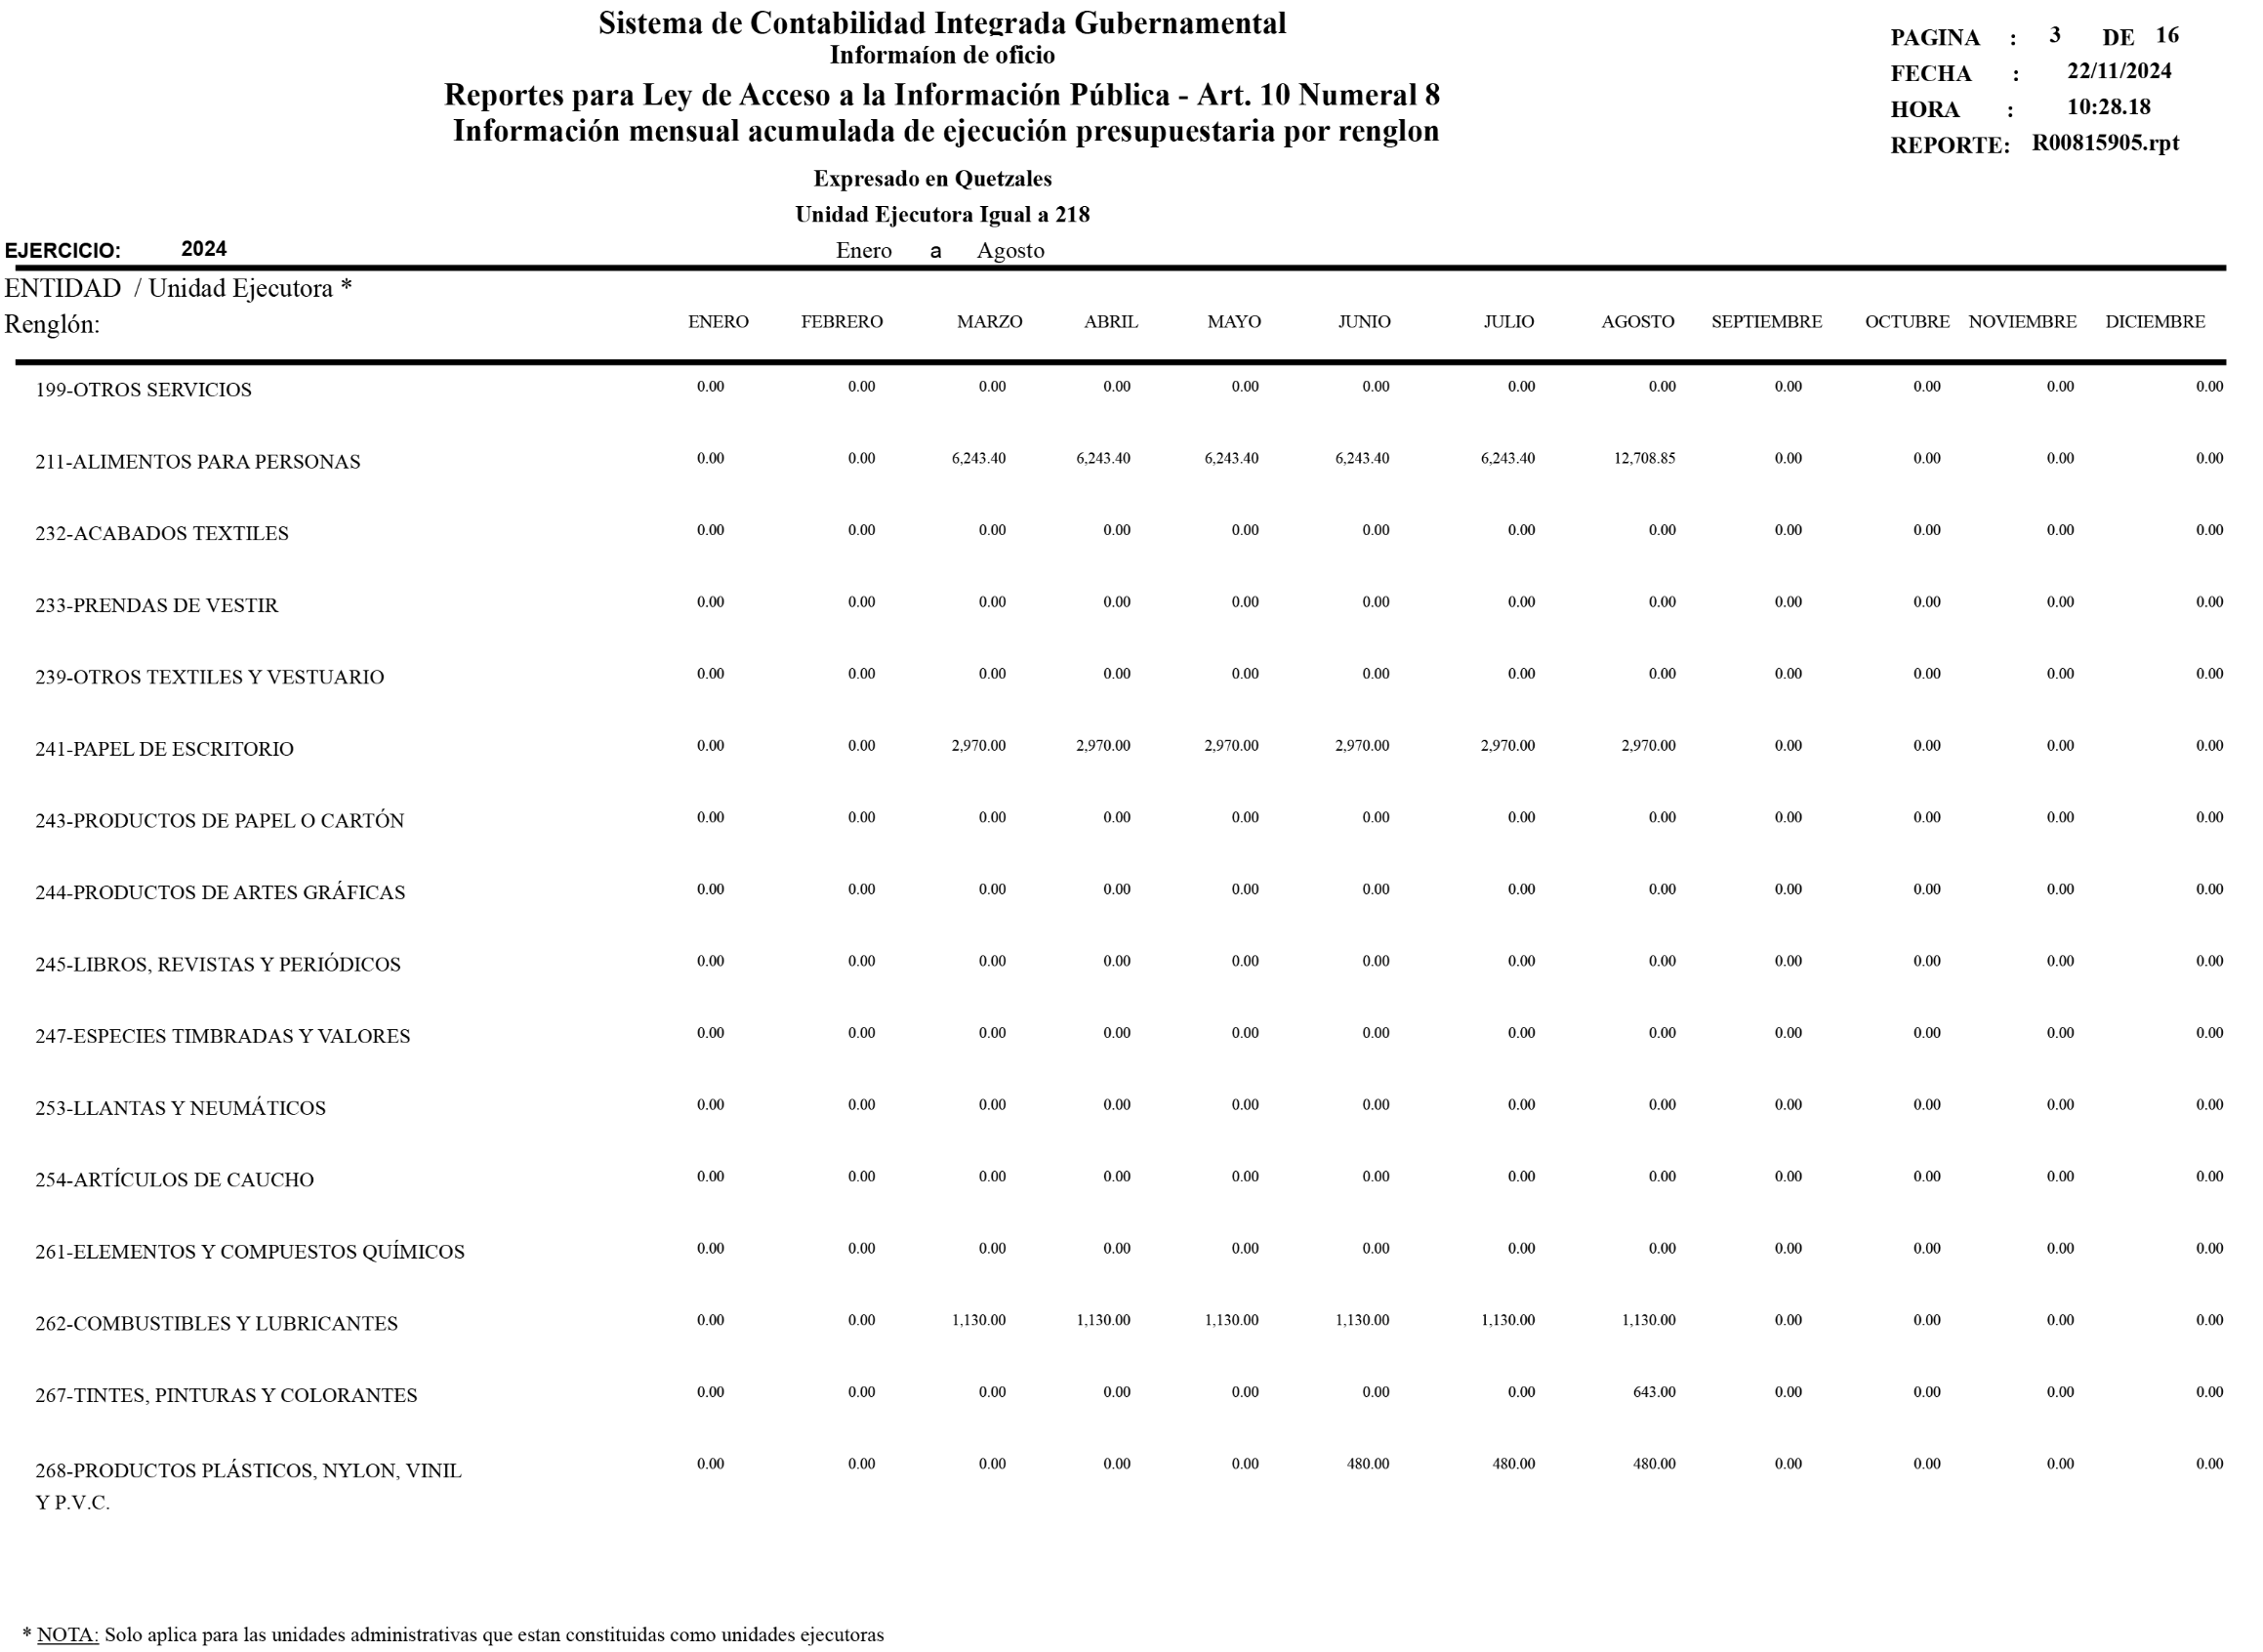 Sistema de Contabilidad Integrada Gubernamental
Informaíon de oficio
Reportes para Ley de Acceso a la Información Pública - Art. 10 Numeral 8
Información mensual acumulada de ejecución presupuestaria por renglon
Expresado en Quetzales
Unidad Ejecutora Igual a 218
PAGINA : 3 DE 16
FECHA : 22/11/2024
HORA : 10:28.18
REPORTE: R00815905.rpt
EJERCICIO: 2024 Enero a Agosto
ENTIDAD / Unidad Ejecutora *
Renglón: ENERO FEBRERO MARZO ABRIL MAYO JUNIO JULIO AGOSTO SEPTIEMBRE OCTUBRE NOVIEMBRE DICIEMBRE
199-OTROS SERVICIOS 0.00 0.00 0.00 0.00 0.00 0.00 0.00 0.00 0.00 0.00 0.00 0.00
211-ALIMENTOS PARA PERSONAS 0.00 0.00 6,243.40 6,243.40 6,243.40 6,243.40 6,243.40 12,708.85 0.00 0.00 0.00 0.00
232-ACABADOS TEXTILES 0.00 0.00 0.00 0.00 0.00 0.00 0.00 0.00 0.00 0.00 0.00 0.00
233-PRENDAS DE VESTIR 0.00 0.00 0.00 0.00 0.00 0.00 0.00 0.00 0.00 0.00 0.00 0.00
239-OTROS TEXTILES Y VESTUARIO 0.00 0.00 0.00 0.00 0.00 0.00 0.00 0.00 0.00 0.00 0.00 0.00
241-PAPEL DE ESCRITORIO 0.00 0.00 2,970.00 2,970.00 2,970.00 2,970.00 2,970.00 2,970.00 0.00 0.00 0.00 0.00
243-PRODUCTOS DE PAPEL O CARTÓN 0.00 0.00 0.00 0.00 0.00 0.00 0.00 0.00 0.00 0.00 0.00 0.00
244-PRODUCTOS DE ARTES GRÁFICAS 0.00 0.00 0.00 0.00 0.00 0.00 0.00 0.00 0.00 0.00 0.00 0.00
245-LIBROS, REVISTAS Y PERIÓDICOS 0.00 0.00 0.00 0.00 0.00 0.00 0.00 0.00 0.00 0.00 0.00 0.00
247-ESPECIES TIMBRADAS Y VALORES 0.00 0.00 0.00 0.00 0.00 0.00 0.00 0.00 0.00 0.00 0.00 0.00
253-LLANTAS Y NEUMÁTICOS 0.00 0.00 0.00 0.00 0.00 0.00 0.00 0.00 0.00 0.00 0.00 0.00
254-ARTÍCULOS DE CAUCHO 0.00 0.00 0.00 0.00 0.00 0.00 0.00 0.00 0.00 0.00 0.00 0.00
261-ELEMENTOS Y COMPUESTOS QUÍMICOS 0.00 0.00 0.00 0.00 0.00 0.00 0.00 0.00 0.00 0.00 0.00 0.00
262-COMBUSTIBLES Y LUBRICANTES 0.00 0.00 1,130.00 1,130.00 1,130.00 1,130.00 1,130.00 1,130.00 0.00 0.00 0.00 0.00
267-TINTES, PINTURAS Y COLORANTES 0.00 0.00 0.00 0.00 0.00 0.00 0.00 643.00 0.00 0.00 0.00 0.00
268-PRODUCTOS PLÁSTICOS, NYLON, VINIL 0.00 0.00 0.00 0.00 0.00 480.00 480.00 480.00 0.00 0.00 0.00 0.00
Y P.V.C.
* NOTA: Solo aplica para las unidades administrativas que estan constituidas como unidades ejecutoras